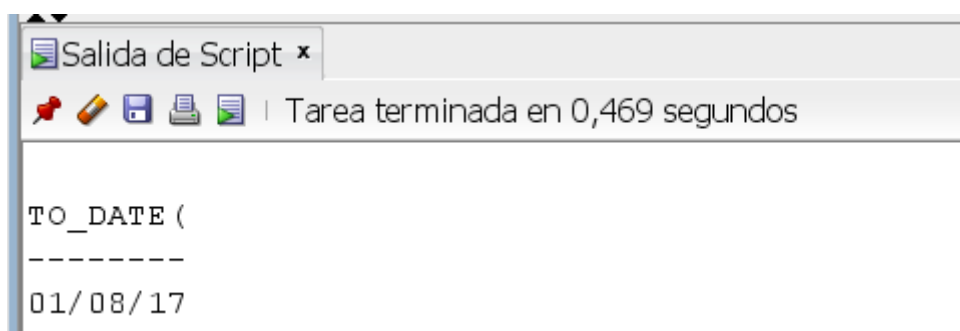 Salida de Script
Tarea terminada en 0,469 segundos
TO_DATE(
--------
01/08/17